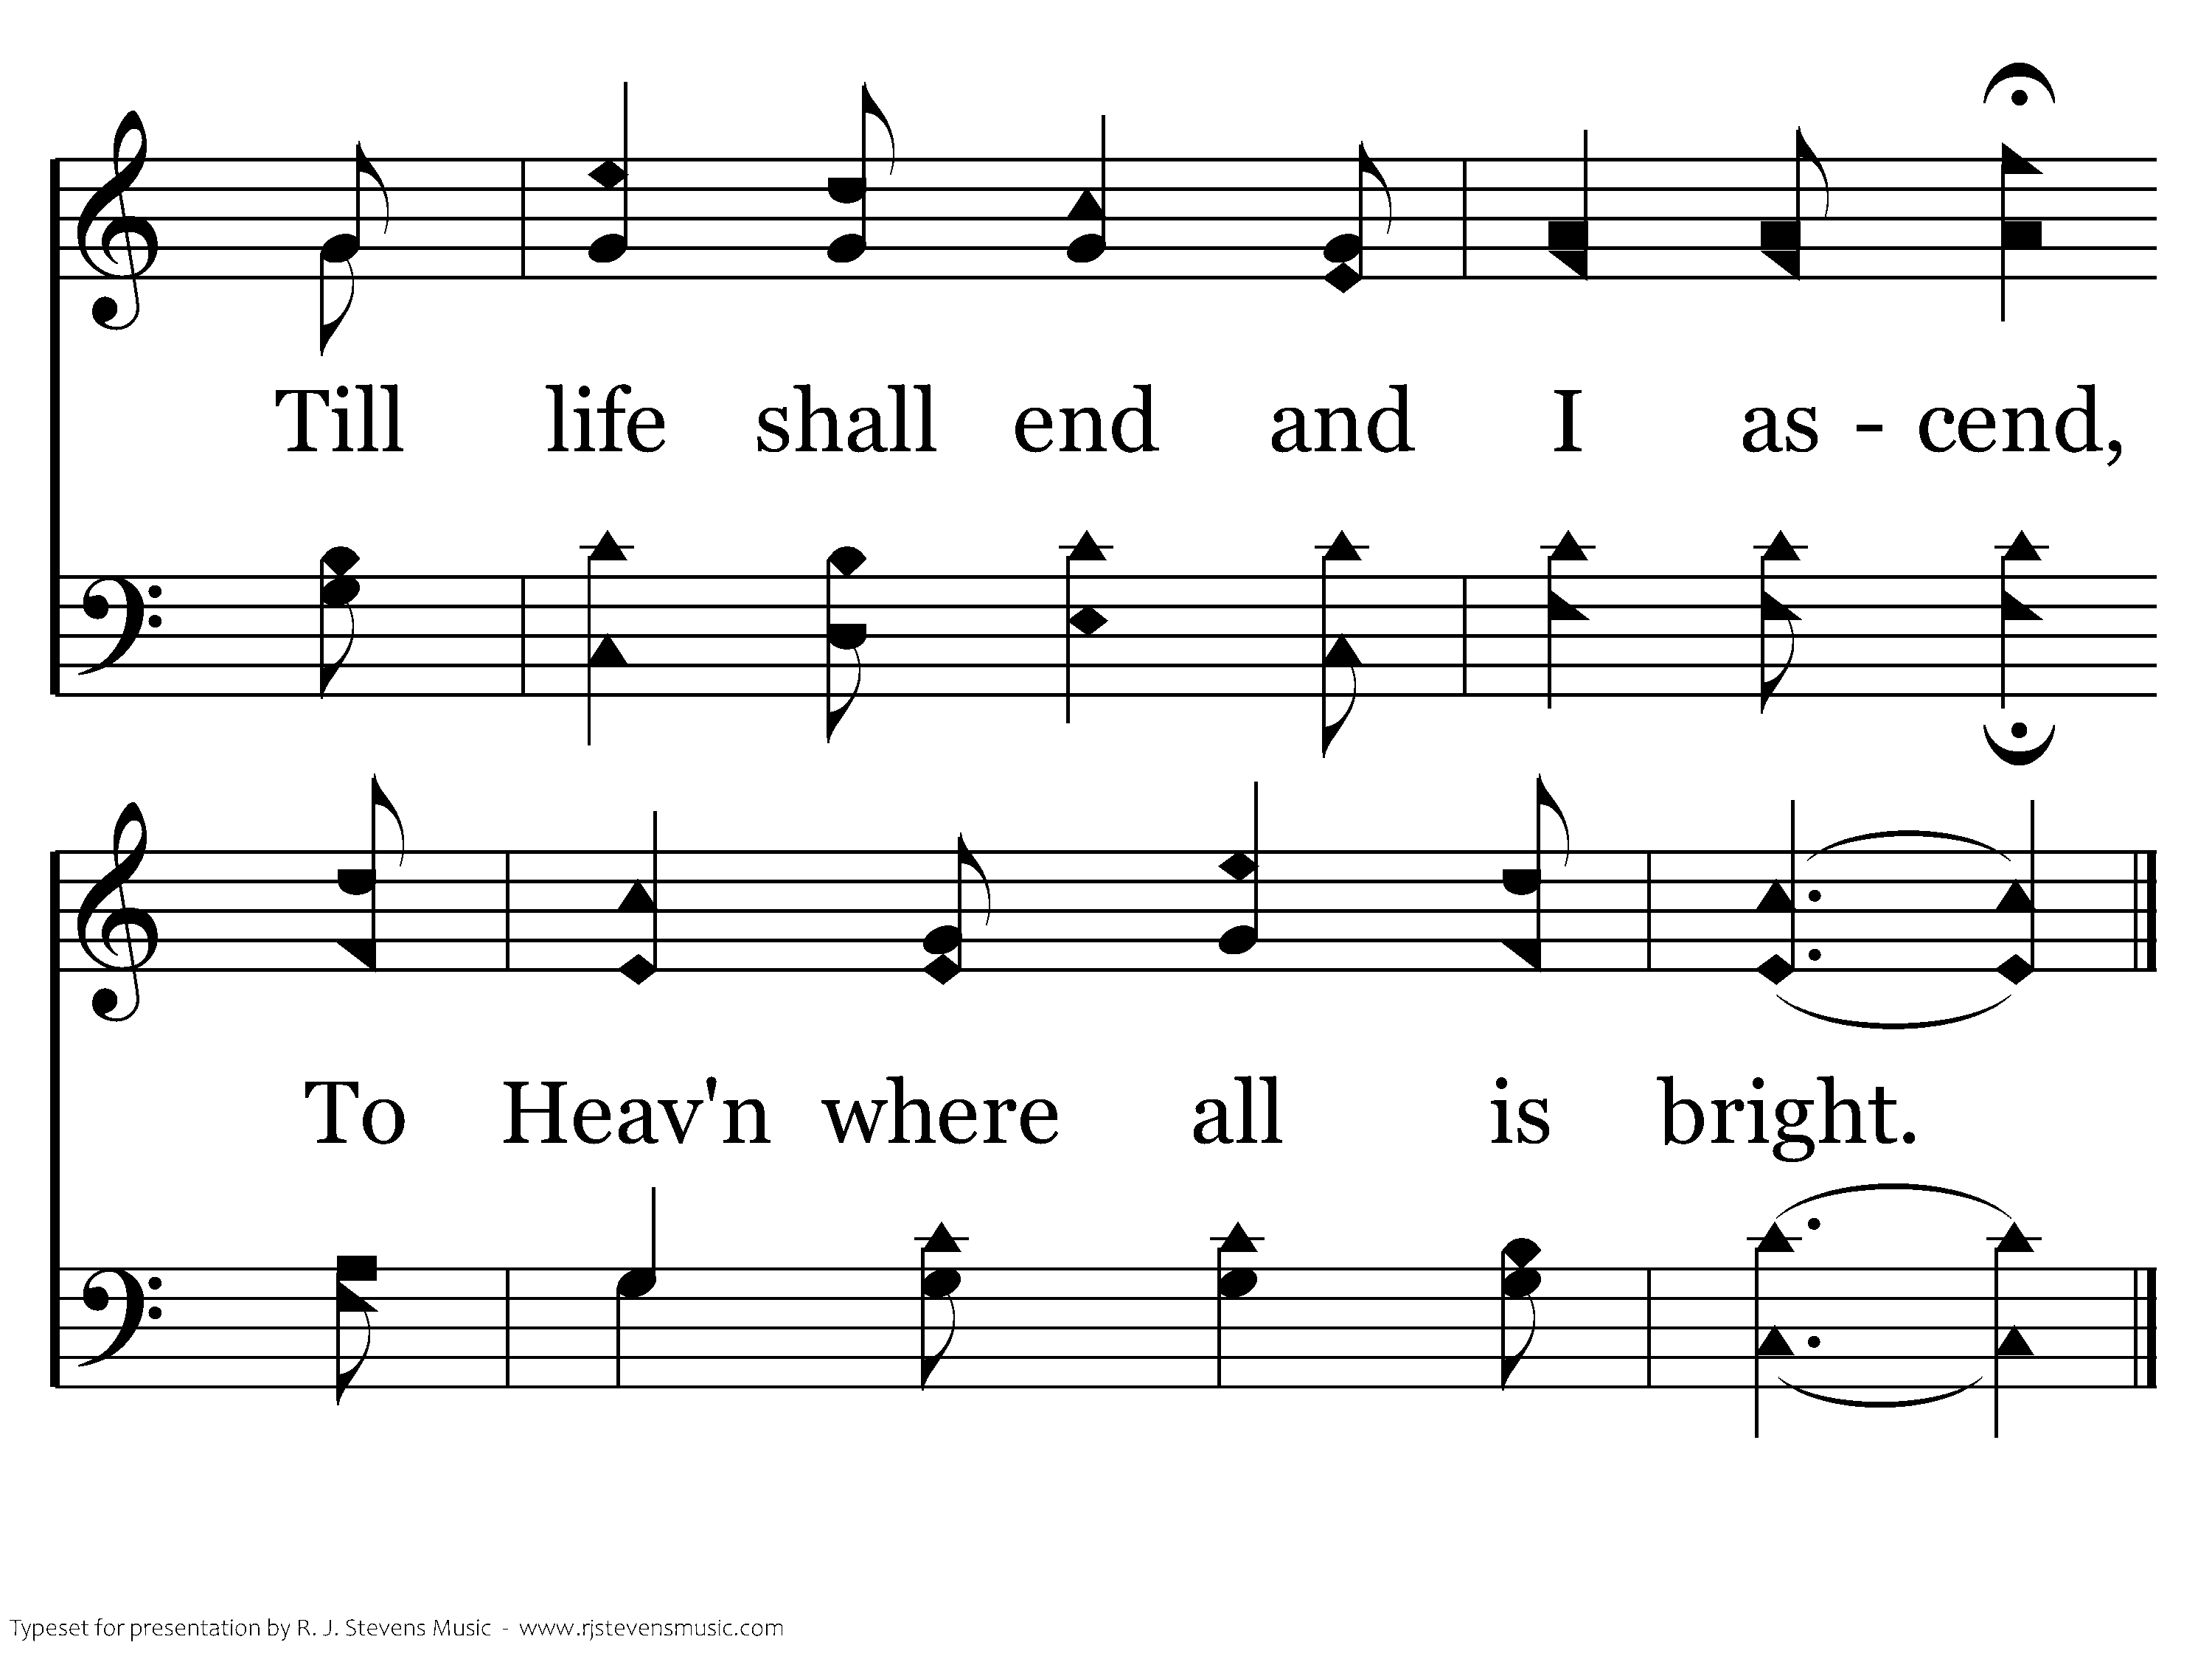 Till life shall end and I as - cend,
To Heav'n where all is bright.
Typeset for presentation by R. J. Stevens Music - www.rjstevensmusic.com